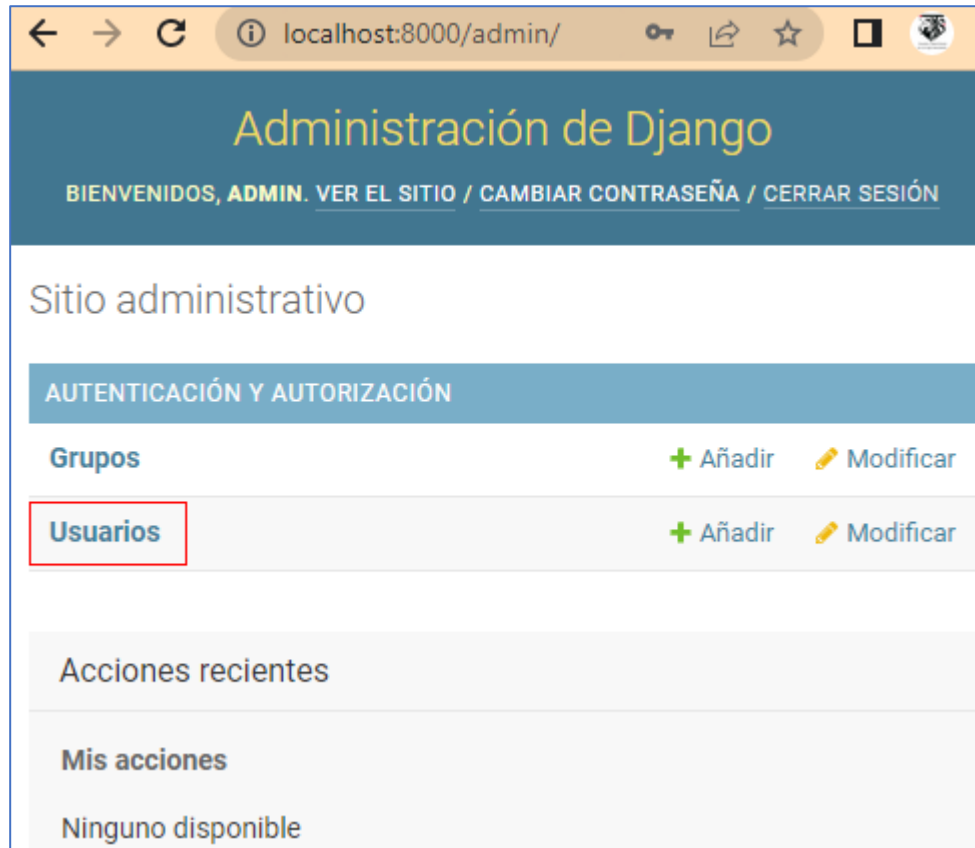 localhost:8000/admin/
Administración de Django
BIENVENIDOS, ADMIN. VER EL SITIO / CAMBIAR CONTRASEÑA / CERRAR SESIÓN
Sitio administrativo
AUTENTICACIÓN Y AUTORIZACIÓN
Grupos Añadir Modificar
Usuarios Añadir Modificar
Acciones recientes
Mis acciones
Ninguno disponible